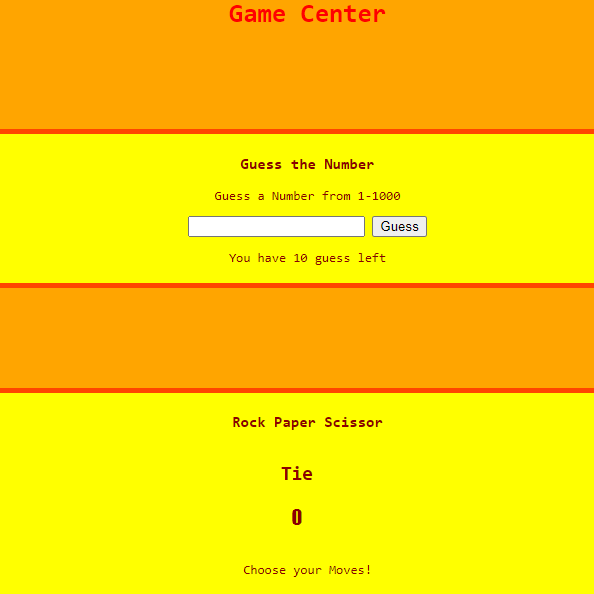 Game Center
Guess the Number
Guess a Number from 1-1000
Guess
You have 10 guess left
Rock Paper Scissor
Tie
0
Choose your Moves!